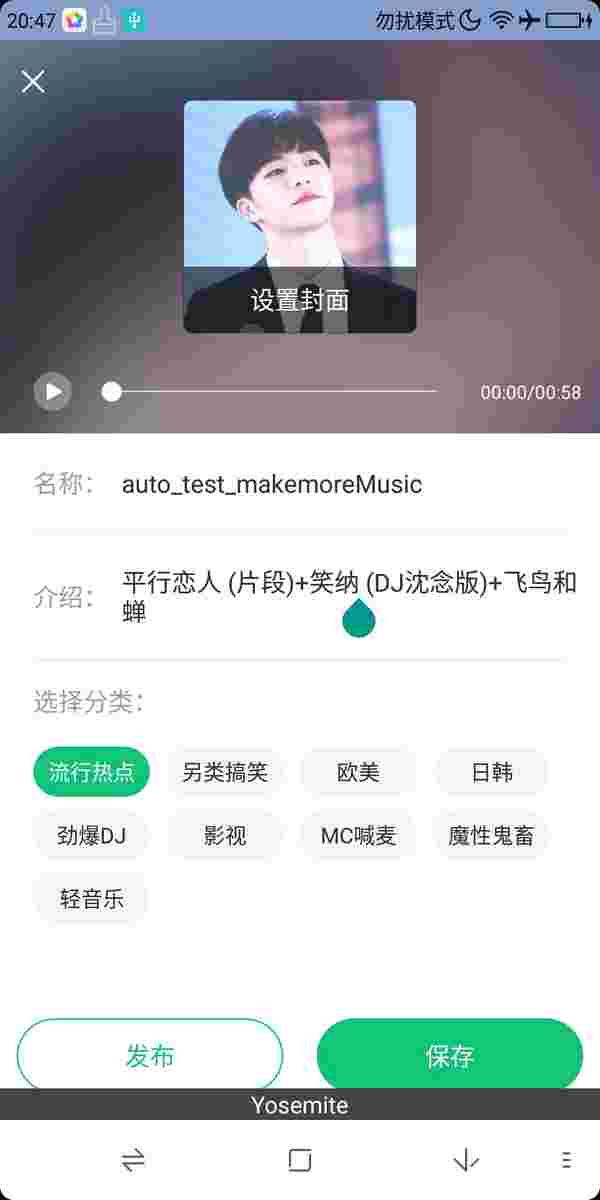 20:47 勿扰模式
设置封面
00:00/00:58
名称: auto_test_makemoreMusic
介绍: 平行恋人 (片段)+笑纳 (DJ沈念版)+飞鸟和
蝉
选择分类:
流行热点 另类搞笑 欧美 日韩
劲爆DJ 影视 MC喊麦 魔性鬼畜
轻音乐
发布 保存
Yosemite